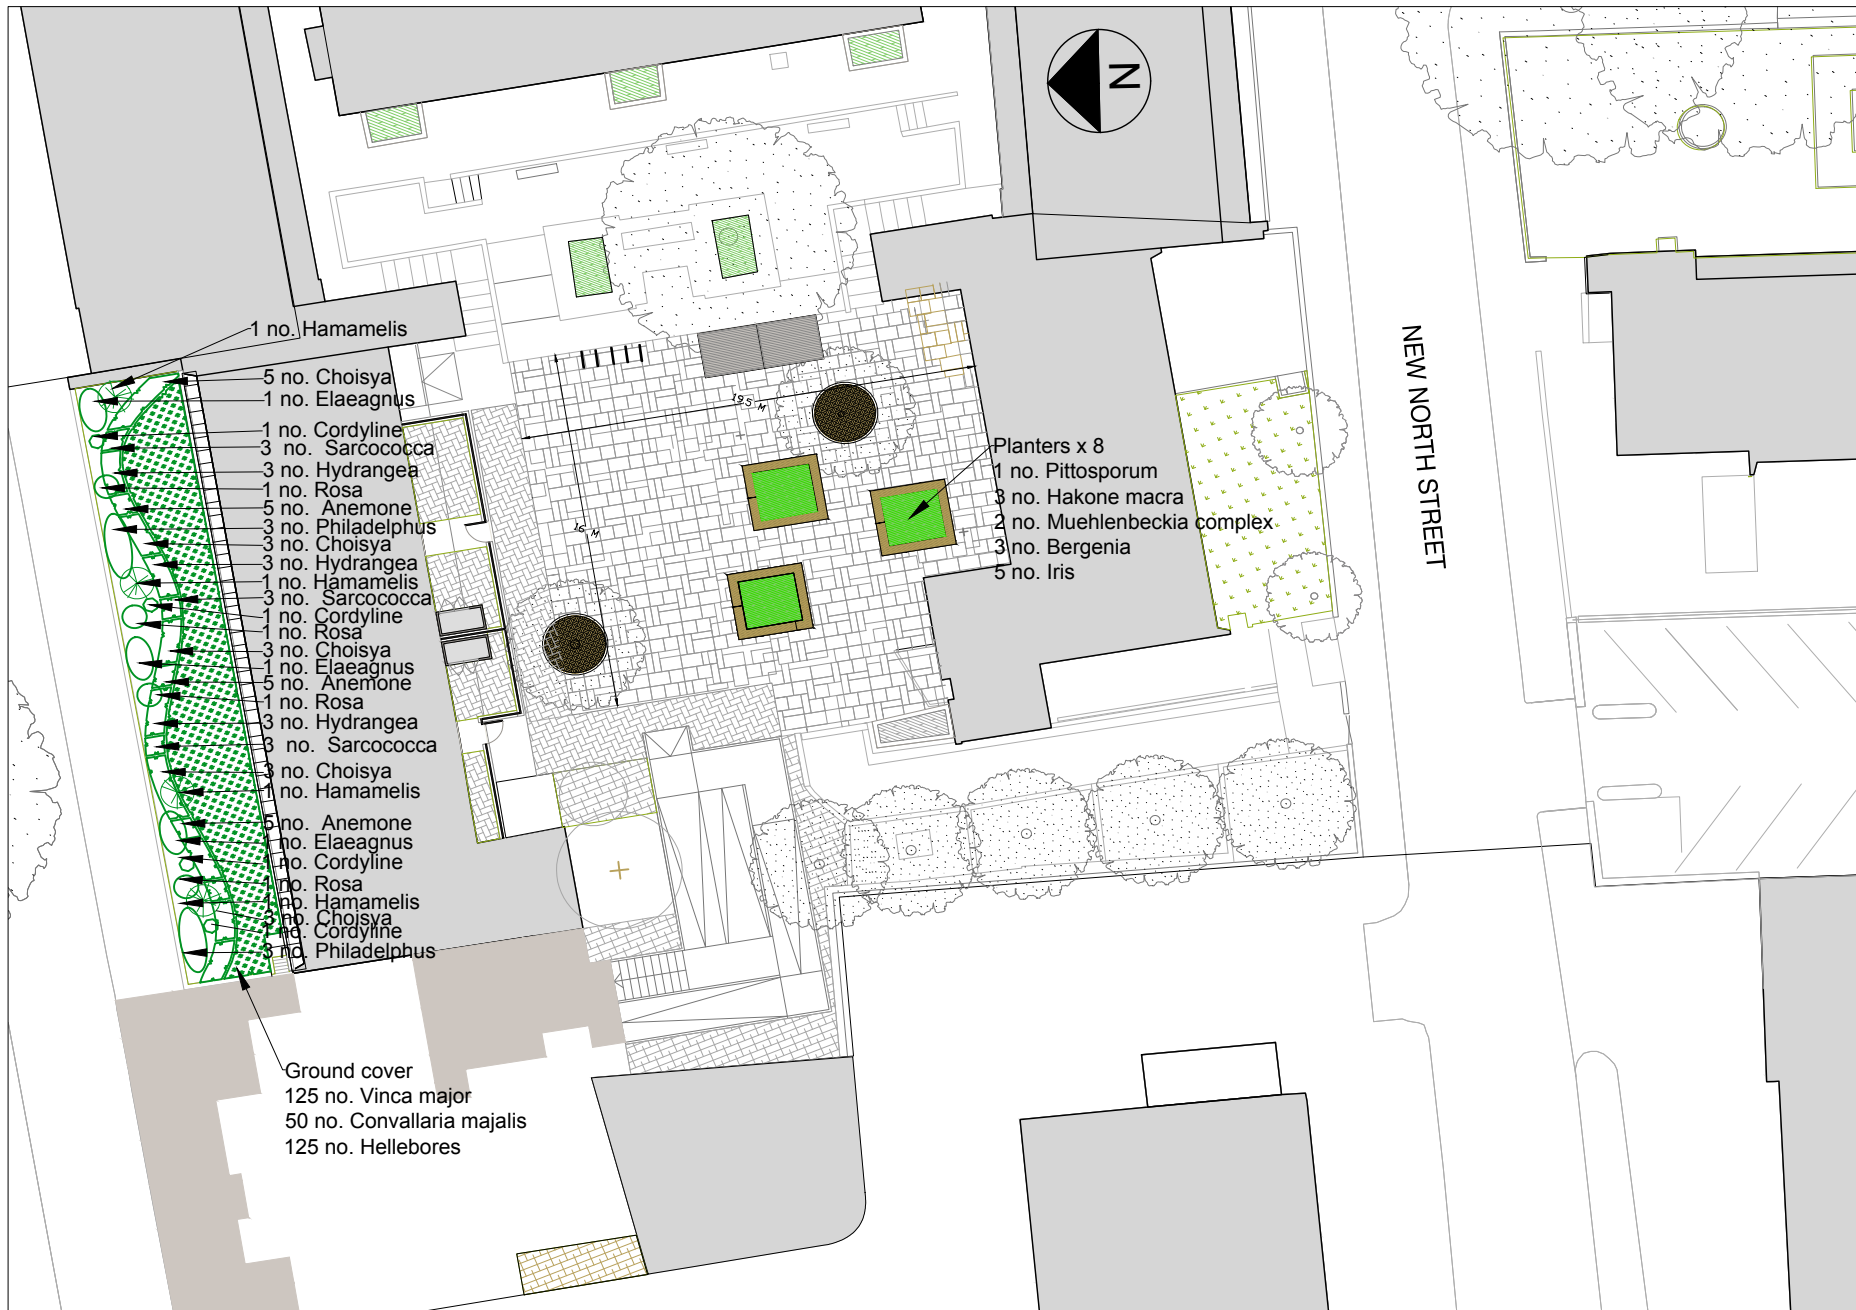 N
1 no. Hamamelis
5 no. Choisya
1 no. Elaeagnus
1 no. Cordyline
3 no. Sarcococca
3 no. Hydrangea
1 no. Rosa
5 no. Anemone
3 no. Philadelphus
3 no. Choisya
3 no. Hydrangea
1 no. Hamamelis
3 no. Sarcococca
1 no. Cordyline
1 no. Rosa
3 no. Choisya
1 no. Elaeagnus
5 no. Anemone
1 no. Rosa
3 no. Hydrangea
3 no. Sarcococca
3 no. Choisya
1 no. Hamamelis
5 no. Anemone
1 no. Elaeagnus
1 no. Cordyline
1 no. Rosa
1 no. Hamamelis
3 no. Choisya
1 no. Cordyline
3 no. Philadelphus
Ground cover
125 no. Vinca major
50 no. Convallaria majalis
125 no. Hellebores
19.5 M
16 M
Planters x 8
1 no. Pittosporum
3 no. Hakone macra
2 no. Muehlenbeckia complex
3 no. Bergenia
5 no. Iris
NEW NORTH STREET